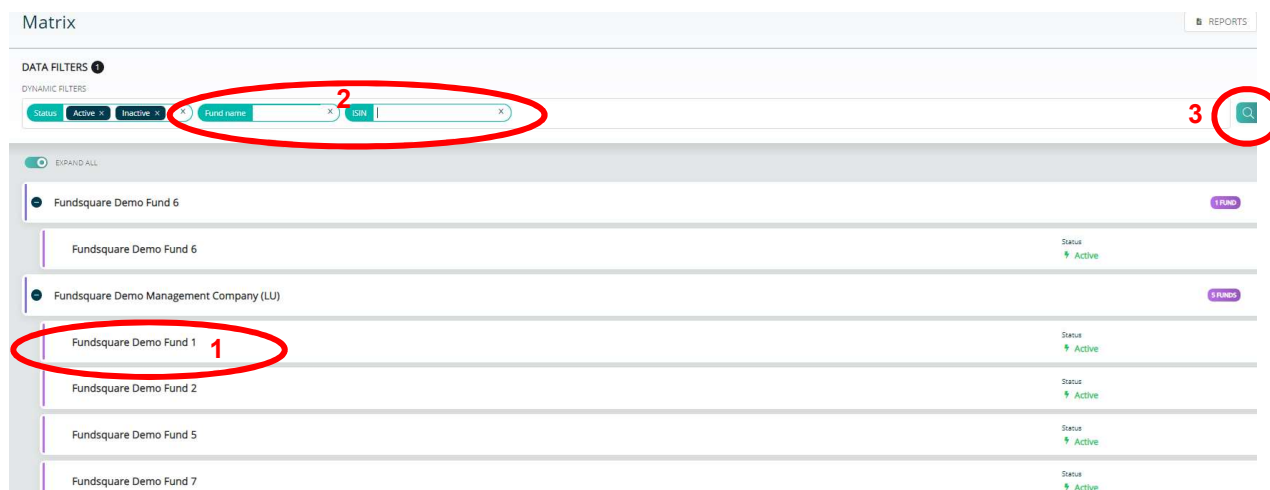 Matrix
REPORTS
DATA FILTERS 1
DYNAMIC FILTERS
2
Status Active × Inactive × × Fund name × ISIN ×
3
EXPAND ALL
Fundsquare Demo Fund 6
1 FUND
Fundsquare Demo Fund 6
Status
Active
Fundsquare Demo Management Company (LU)
5 FUNDS
Fundsquare Demo Fund 1
1
Status
Active
Fundsquare Demo Fund 2
Status
Active
Fundsquare Demo Fund 5
Status
Active
Fundsquare Demo Fund 7
Status
Active